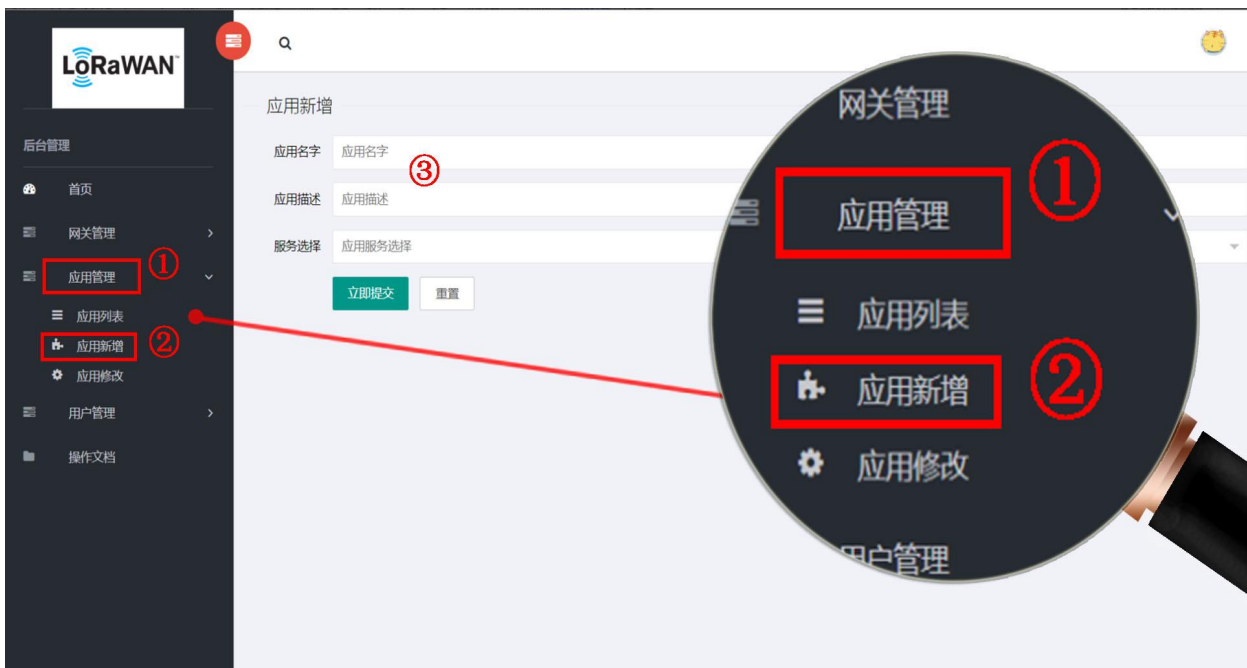 LoRaWAN™
后台管理
首页
网关管理
应用管理 ①
应用列表
应用新增 ②
应用修改
用户管理
操作文档
应用新增
应用名字 应用名字
③
应用描述 应用描述
服务选择 应用服务选择
立即提交 重置
网关管理
①
应用管理
应用列表
应用新增 ②
应用修改
用户管理